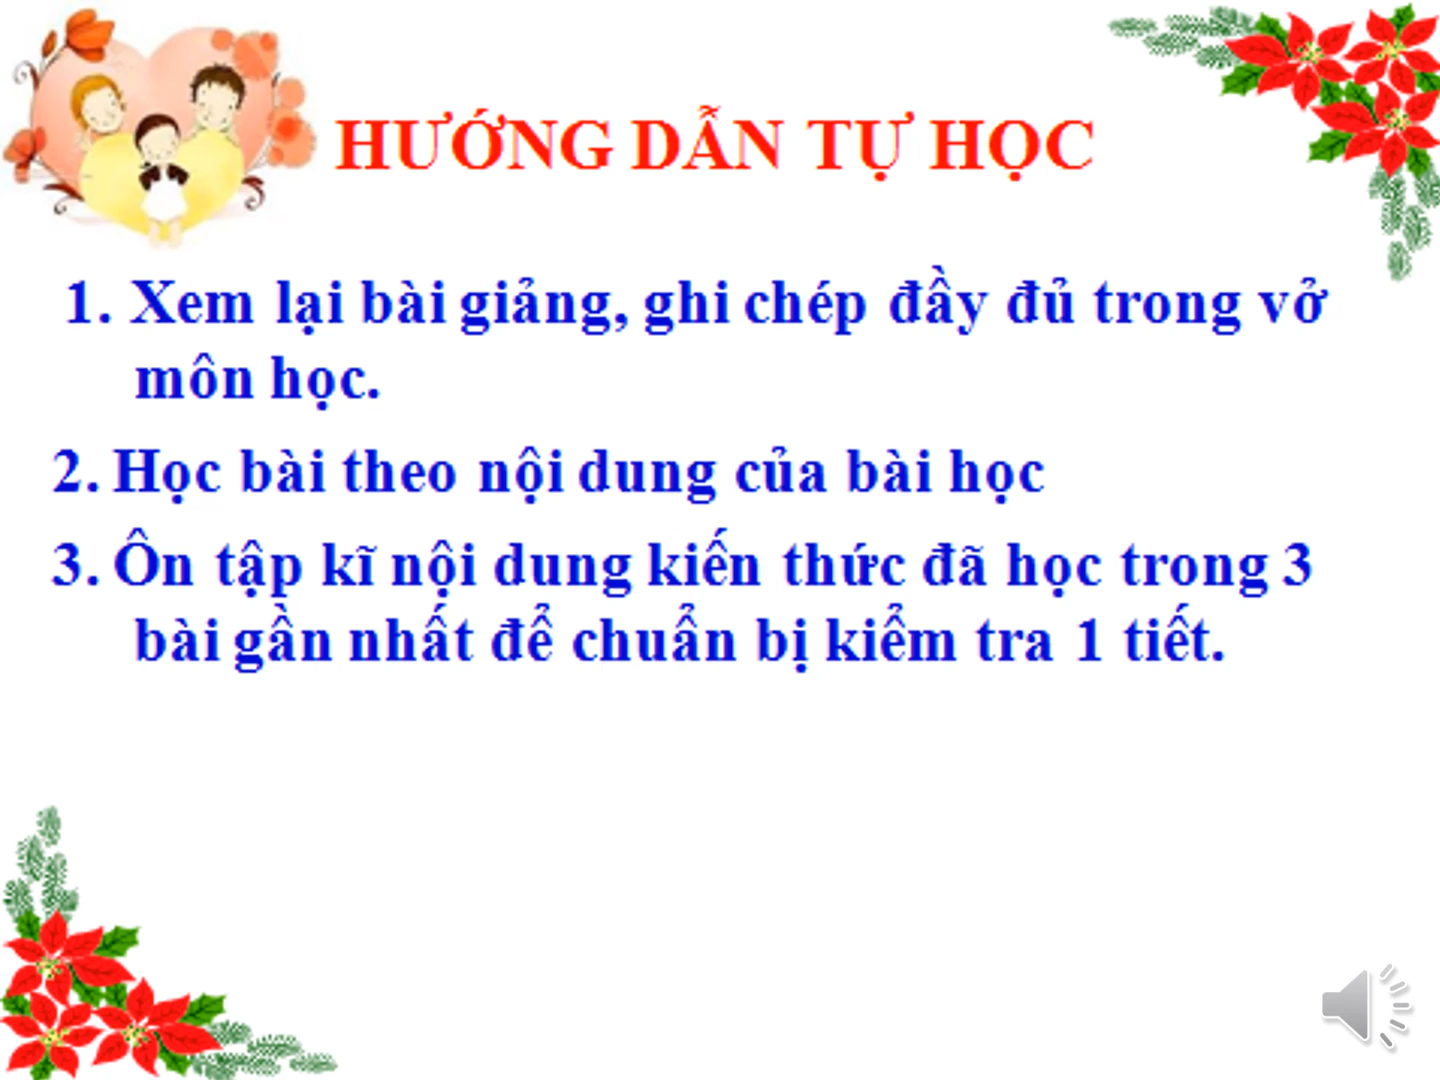 HƯỚNG DẪN TỰ HỌC
1. Xem lại bài giảng, ghi chép đầy đủ trong vở
môn học.
2. Học bài theo nội dung của bài học
3. Ôn tập kĩ nội dung kiến thức đã học trong 3
bài gần nhất để chuẩn bị kiểm tra 1 tiết.